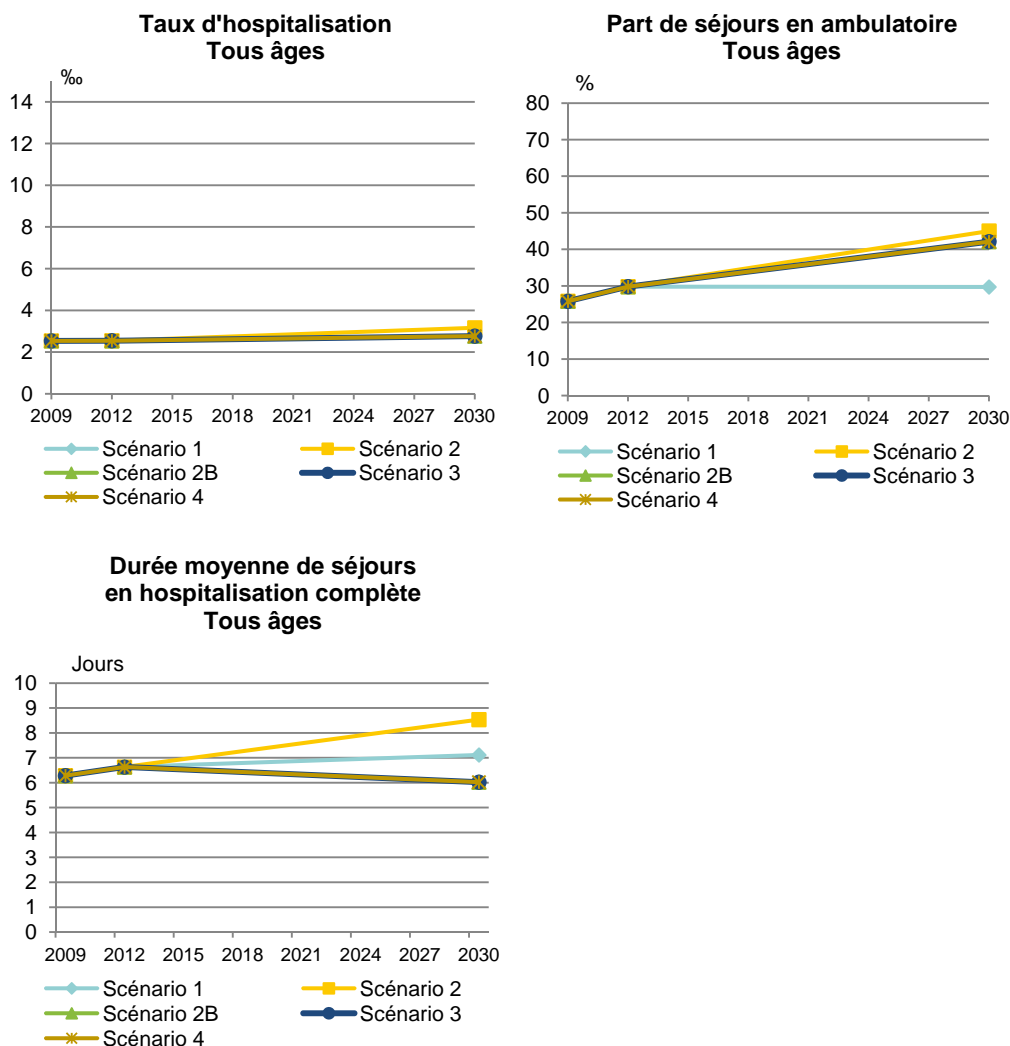 Taux d'hospitalisation
Tous âges
‰
14
12
10
8
6
4
2
0
2009 2012 2015 2018 2021 2024 2027 2030
Scénario 1 Scénario 2
Scénario 2B Scénario 3
Scénario 4
Part de séjours en ambulatoire
Tous âges
%
80
70
60
50
40
30
20
10
0
2009 2012 2015 2018 2021 2024 2027 2030
Scénario 1 Scénario 2
Scénario 2B Scénario 3
Scénario 4
Durée moyenne de séjours
en hospitalisation complète
Tous âges
Jours
10
9
8
7
6
5
4
3
2
1
0
2009 2012 2015 2018 2021 2024 2027 2030
Scénario 1 Scénario 2
Scénario 2B Scénario 3
Scénario 4